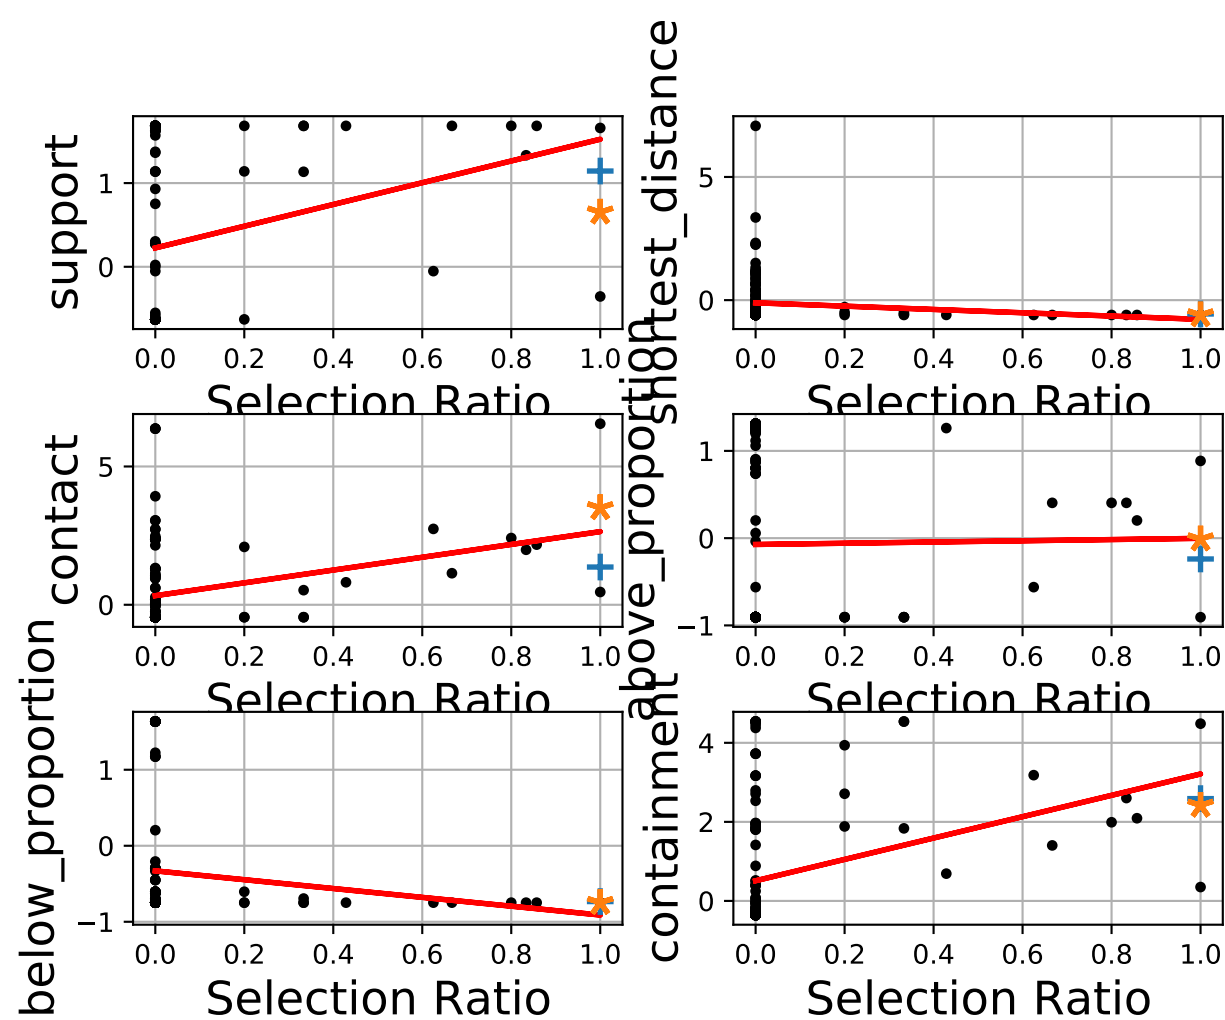 support
1
0
0.0 0.2 0.4 0.6 0.8 1.0
Selection Ratio
shortest_distance
5
0
0.0 0.2 0.4 0.6 0.8 1.0
Selection Ratio
contact
5
0
0.0 0.2 0.4 0.6 0.8 1.0
Selection Ratio
above_proportion
1
0
−1
0.0 0.2 0.4 0.6 0.8 1.0
Selection Ratio
below_proportion
1
0
−1
0.0 0.2 0.4 0.6 0.8 1.0
Selection Ratio
containment
4
2
0
0.0 0.2 0.4 0.6 0.8 1.0
Selection Ratio